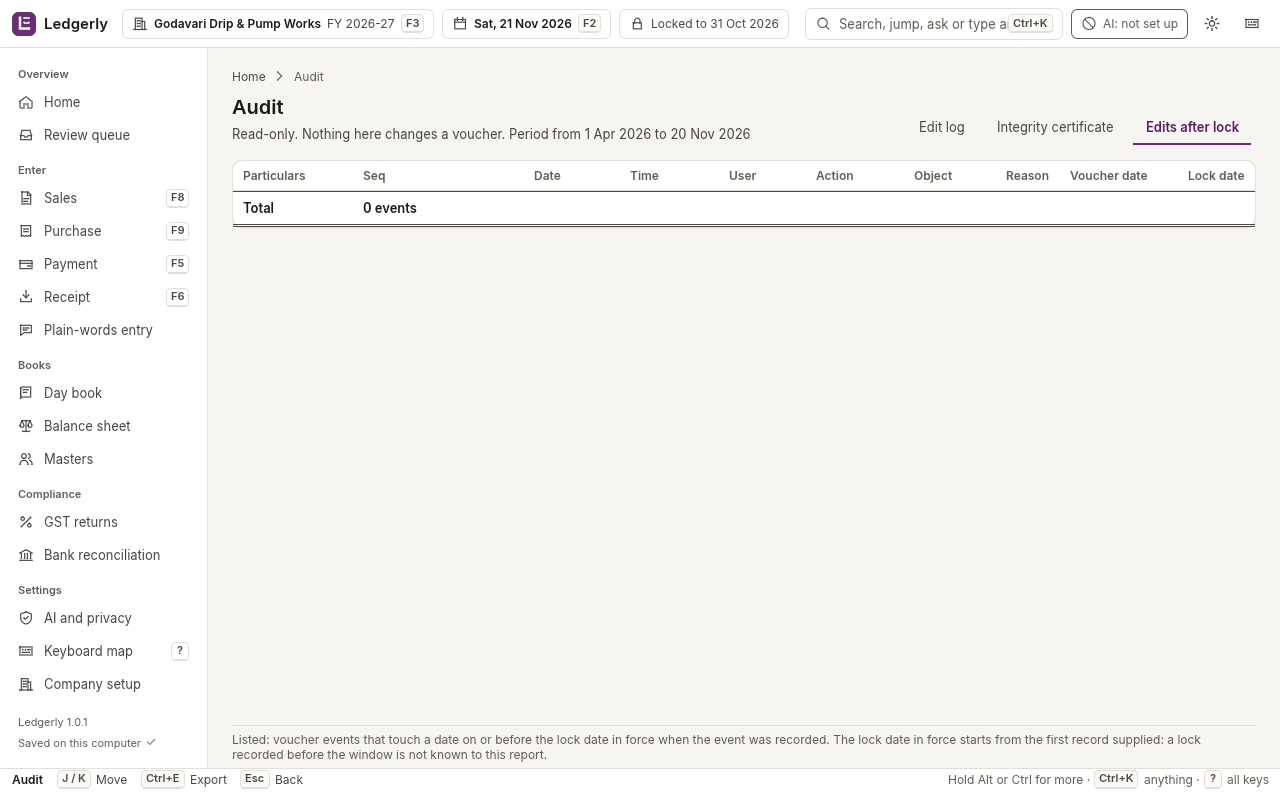 Ledgerly
Godavari Drip & Pump Works FY 2026-27 F3
Sat, 21 Nov 2026 F2
Locked to 31 Oct 2026
Search, jump, ask or type a Ctrl+K
AI: not set up
Overview
Home
Review queue
Enter
Sales F8
Purchase F9
Payment F5
Receipt F6
Plain-words entry
Books
Day book
Balance sheet
Masters
Compliance
GST returns
Bank reconciliation
Settings
AI and privacy
Keyboard map ?
Company setup
Ledgerly 1.0.1
Saved on this computer
Home Audit
Audit
Read-only. Nothing here changes a voucher. Period from 1 Apr 2026 to 20 Nov 2026
Edit log Integrity certificate Edits after lock
Particulars Seq Date Time User Action Object Reason Voucher date Lock date
Total 0 events
Listed: voucher events that touch a date on or before the lock date in force when the event was recorded. The lock date in force starts from the first record supplied: a lock
recorded before the window is not known to this report.
Audit J / K Move Ctrl+E Export Esc Back
Hold Alt or Ctrl for more · Ctrl+K anything · ? all keys